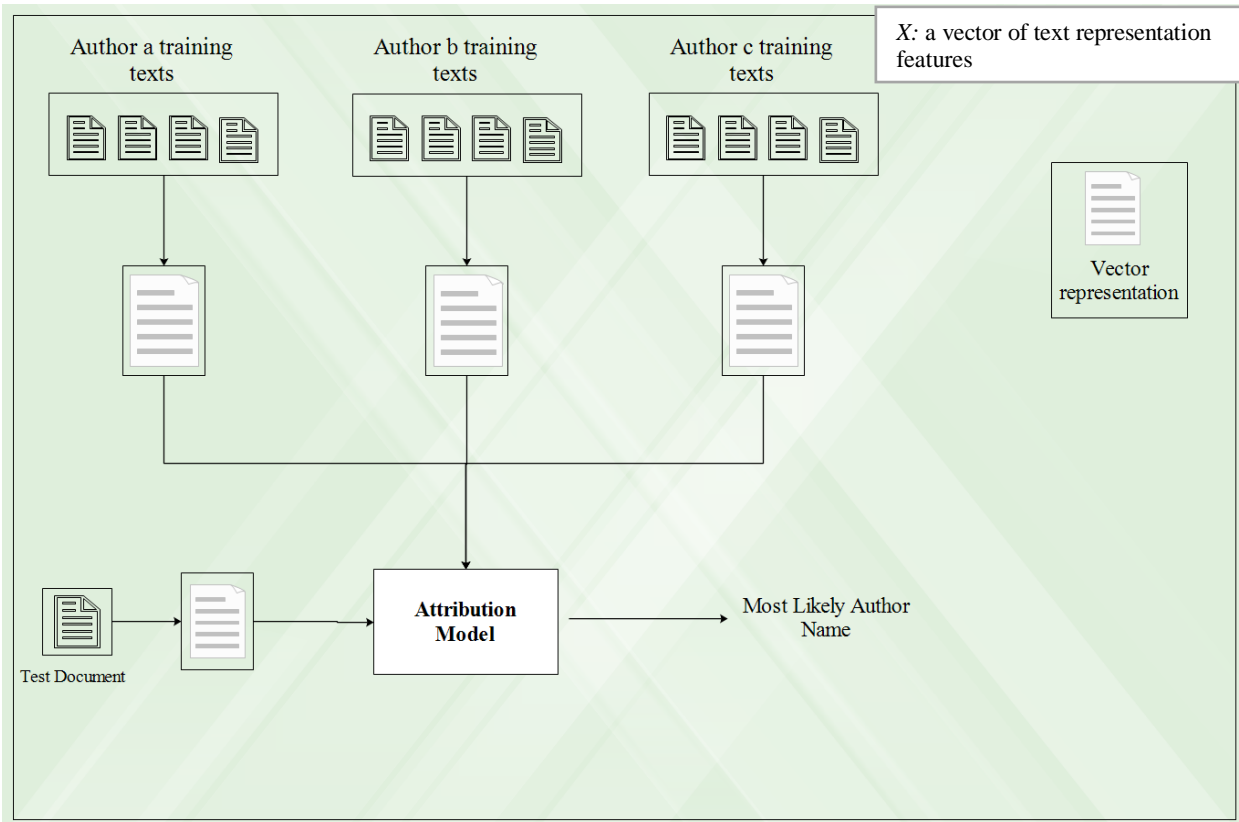 Author a training
texts
Author b training
texts
Author c training
texts
X: a vector of text representation
features
Vector
representation
Attribution
Model
Most Likely Author
Name
Test Document